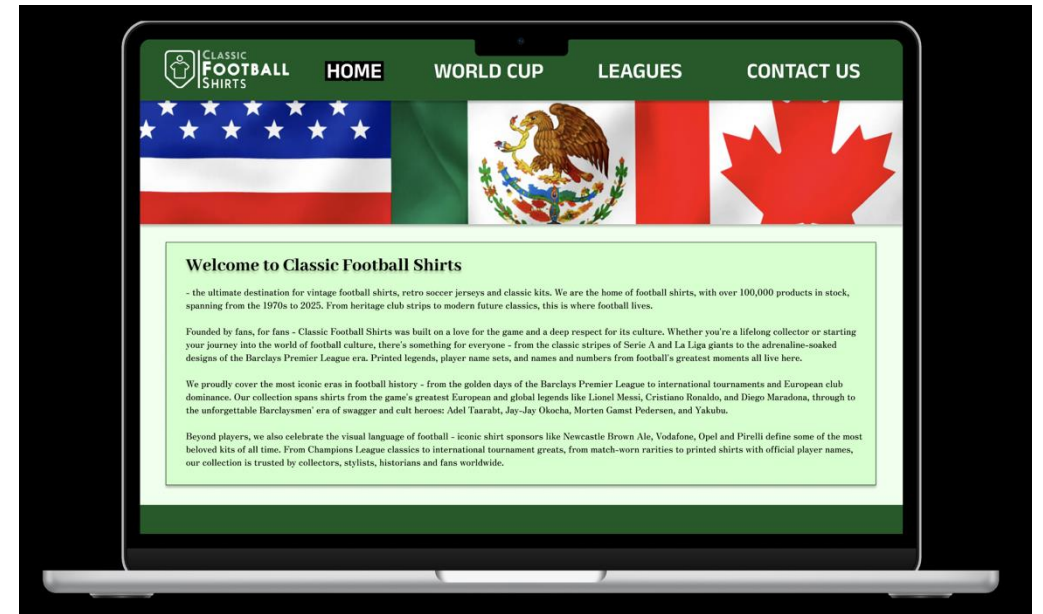 CLASSIC
FOOTBALL
SHIRTS
HOME
WORLD CUP
LEAGUES
CONTACT US
Welcome to Classic Football Shirts
- the ultimate destination for vintage football shirts, retro soccer jerseys and classic kits. We are the home of football shirts, with over 100,000 products in stock,
spanning from the 1970s to 2025. From heritage club strips to modern future classics, this is where football lives.
Founded by fans, for fans - Classic Football Shirts was built on a love for the game and a deep respect for its culture. Whether you're a lifelong collector or starting
your journey into the world of football culture, there's something for everyone - from the classic stripes of Serie A and La Liga giants to the adrenaline-soaked
designs of the Barclays Premier League era. Printed legends, player name sets, and names and numbers from football's greatest moments all live here.
We proudly cover the most iconic eras in football history - from the golden days of the Barclays Premier League to international tournaments and European club
dominance. Our collection spans shirts from the game's greatest European and global legends like Lionel Messi, Cristiano Ronaldo, and Diego Maradona, through to
the unforgettable Barclaysmen' era of swagger and cult heroes: Adel Taarabt, Jay-Jay Okocha, Morten Gamst Pedersen, and Yakubu.
Beyond players, we also celebrate the visual language of football - iconic shirt sponsors like Newcastle Brown Ale, Vodafone, Opel and Pirelli define some of the most
beloved kits of all time. From Champions League classics to international tournament greats, from match-worn rarities to printed shirts with official player names,
our collection is trusted by collectors, stylists, historians and fans worldwide.